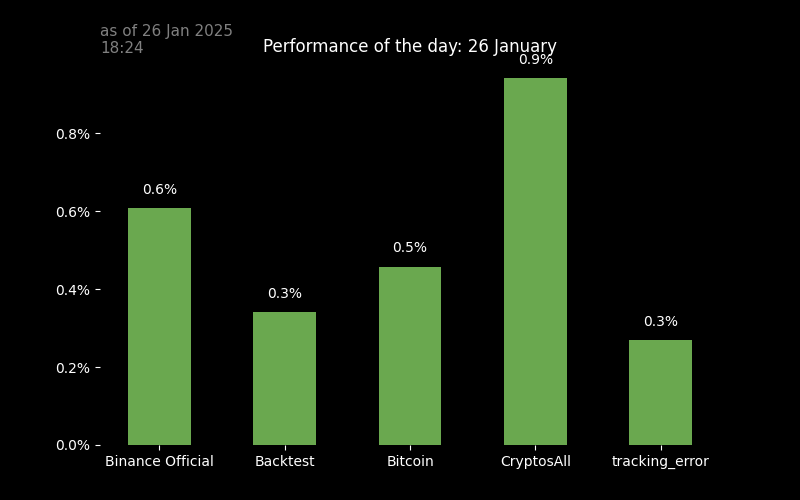 as of 26 Jan 2025
18:24
Performance of the day: 26 January
0.9%
0.8%
0.6%
0.6%
0.5%
0.4%
0.3%
0.3%
0.2%
0.0%
Binance Official
Backtest
Bitcoin
CryptosAll
tracking_error